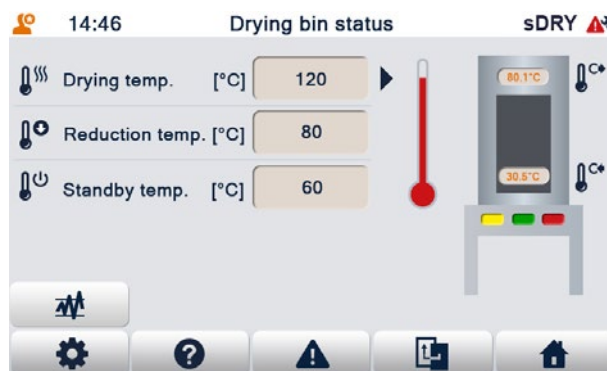 14:46 Drying bin status sDRY
Drying temp. [°C] 120
80.1°C
Reduction temp. [°C] 80
Standby temp. [°C] 60
30.5°C